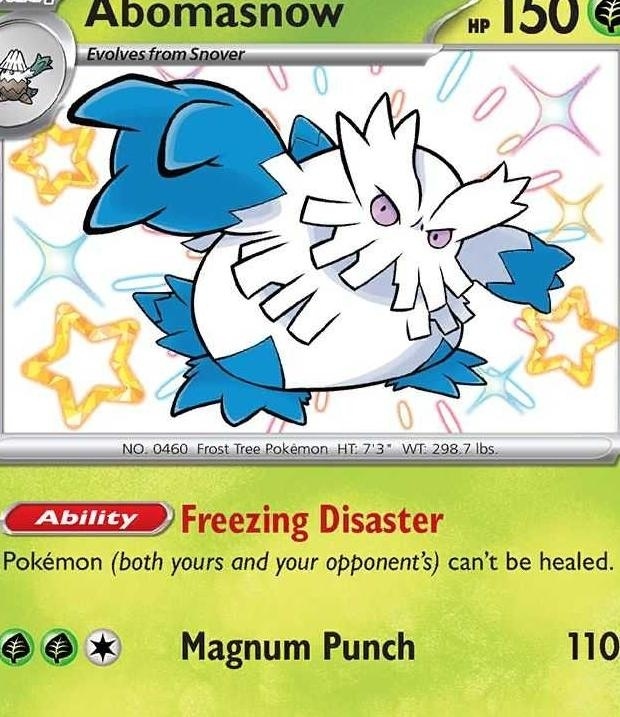 Abomasnow HP 150
Evolves from Snover
NO. 0460 Frost Tree Pokémon HT: 7'3" WT: 298.7 lbs.
Ability Freezing Disaster
Pokémon (both yours and your opponent's) can't be healed.
Magnum Punch 110